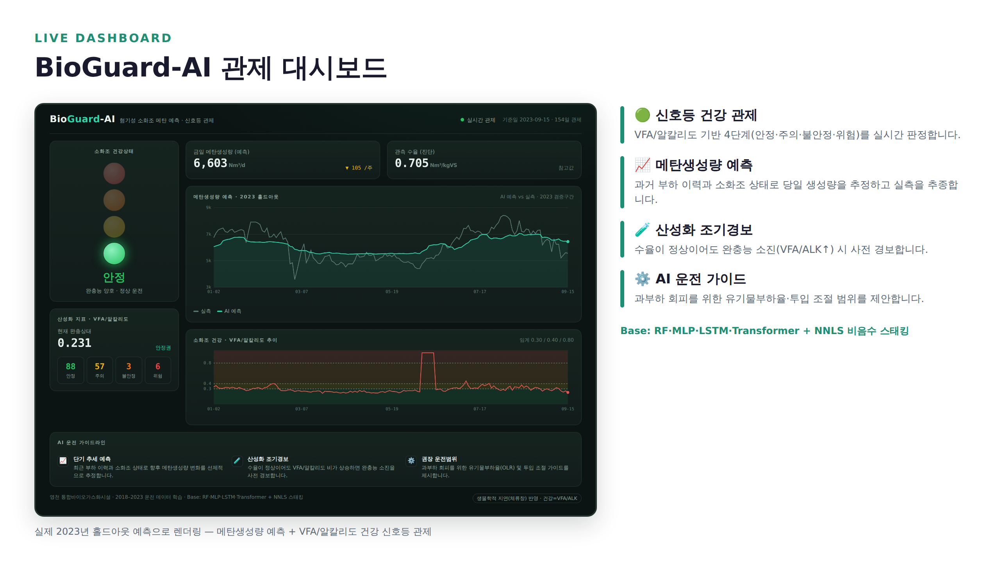 LIVE DASHBOARD
BioGuard-AI 관제 대시보드
BioGuard-AI 혐기성 소화조 메탄 예측 · 신호등 관제
실시간 관제 기준일 2023-09-15 · 154일 관제
소화조 건강상태
안정
완충능 양호 · 정상 운전
산성화 지표 · VFA/알칼리도
현재 완충상태
0.231 안정권
88 57 3 6
안정 주의 불안정 위험
금일 메탄생성량 (예측)
6,603 Nm³/d ▼ 105 /주
관측 수율 (진단)
0.705 Nm³/kgVS 참고값
메탄생성량 예측 · 2023 홀드아웃 AI 예측 vs 실측 · 2023 검증구간
9k
7k
5k
3k
01-02 03-07 05-19 07-17 09-15
실측 AI 예측
소화조 건강 · VFA/알칼리도 추이 임계 0.30 / 0.40 / 0.80
0.8
0.4
0.3
01-02 03-07 05-19 07-17 09-15
AI 운전 가이드라인
📈 단기 추세 예측
최근 부하 이력과 소화조 상태로 향후 메탄생성량 변화를 선제적
으로 추정합니다.
🧪 산성화 조기경보
수율이 정상이어도 VFA/알칼리도 비가 상승하면 완충능 소진을
사전 경보합니다.
⚙️ 권장 운전범위
과부하 회피를 위한 유기물부하율(OLR) 및 투입 조절 가이드를
제시합니다.
영천 통합바이오가스화시설 · 2018–2023 운전 데이터 학습 · Base: RF·MLP·LSTM·Transformer + NNLS 스태킹
생물학적 지연(체류창) 반영 · 건강=VFA/ALK
실제 2023년 홀드아웃 예측으로 렌더링 — 메탄생성량 예측 + VFA/알칼리도 건강 신호등 관제
🟢 신호등 건강 관제
VFA/알칼리도 기반 4단계(안정·주의·불안정·위험)를 실시간 판정합니다.
📈 메탄생성량 예측
과거 부하 이력과 소화조 상태로 당일 생성량을 추정하고 실측을 추종합
니다.
🧪 산성화 조기경보
수율이 정상이어도 완충능 소진(VFA/ALK↑) 시 사전 경보합니다.
⚙️ AI 운전 가이드
과부하 회피를 위한 유기물부하율·투입 조절 범위를 제안합니다.
Base: RF·MLP·LSTM·Transformer + NNLS 비음수 스태킹